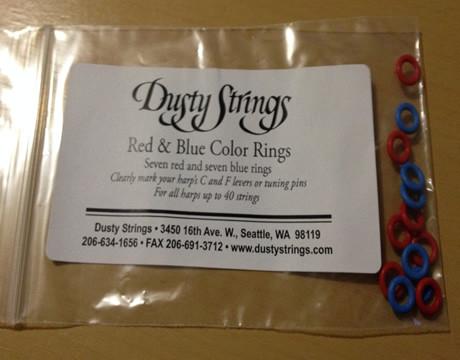 Dusty Strings
Red & Blue Color Rings
Seven red and seven blue rings
Clearly mark your harp's C and F levers or tuning pins
For all harps up to 40 strings
Dusty Strings • 3450 16th Ave. W., Seattle, WA 98119
206-634-1656 • FAX 206-691-3712 • www.dustystrings.com